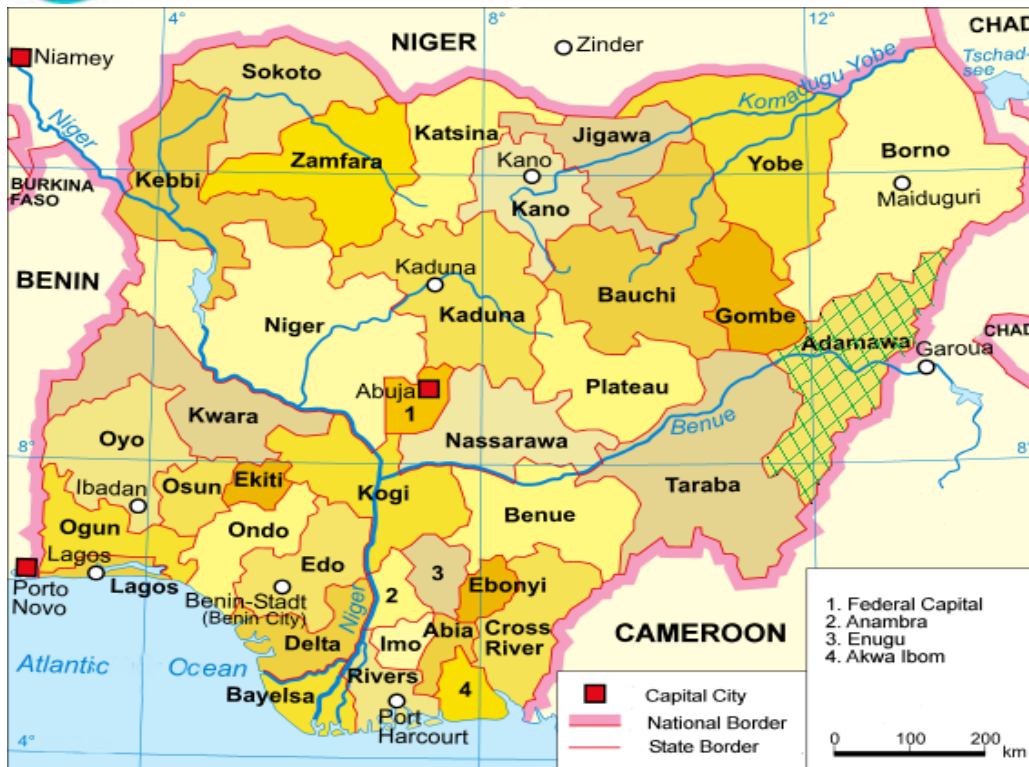 4°
8°
12°
CHAD
NIGER
Zinder
Niamey
Tschad-
see
Sokoto
Komadugu Yobe
Niger
Katsina
Jigawa
Zamfara
Kano
Yobe
Borno
BURKINA
FASO
Kebbi
Kano
Maiduguri
BENIN
Kaduna
Bauchi
Niger
Kaduna
Gombe
CHAD
Adamawa
Garoua
Abuja
1
Plateau
Kwara
Benue
Oyo
Nassarawa
8°
8°
Ibadan
Osun
Ekiti
Kogi
Taraba
Ogun
Ondo
Benue
Lagos
Edo
3
Ebonyi
Porto
Novo
Lagos
Benin-Stadt
(Benin City)
Niger
2
Delta
Imo
Abia
Cross
River
CAMEROON
Atlantic Ocean
Bayelsa
Rivers
4
Port
Harcourt
4°
1. Federal Capital
2. Anambra
3. Enugu
4. Akwa Ibom
Capital City
National Border
State Border
0 100 200
km